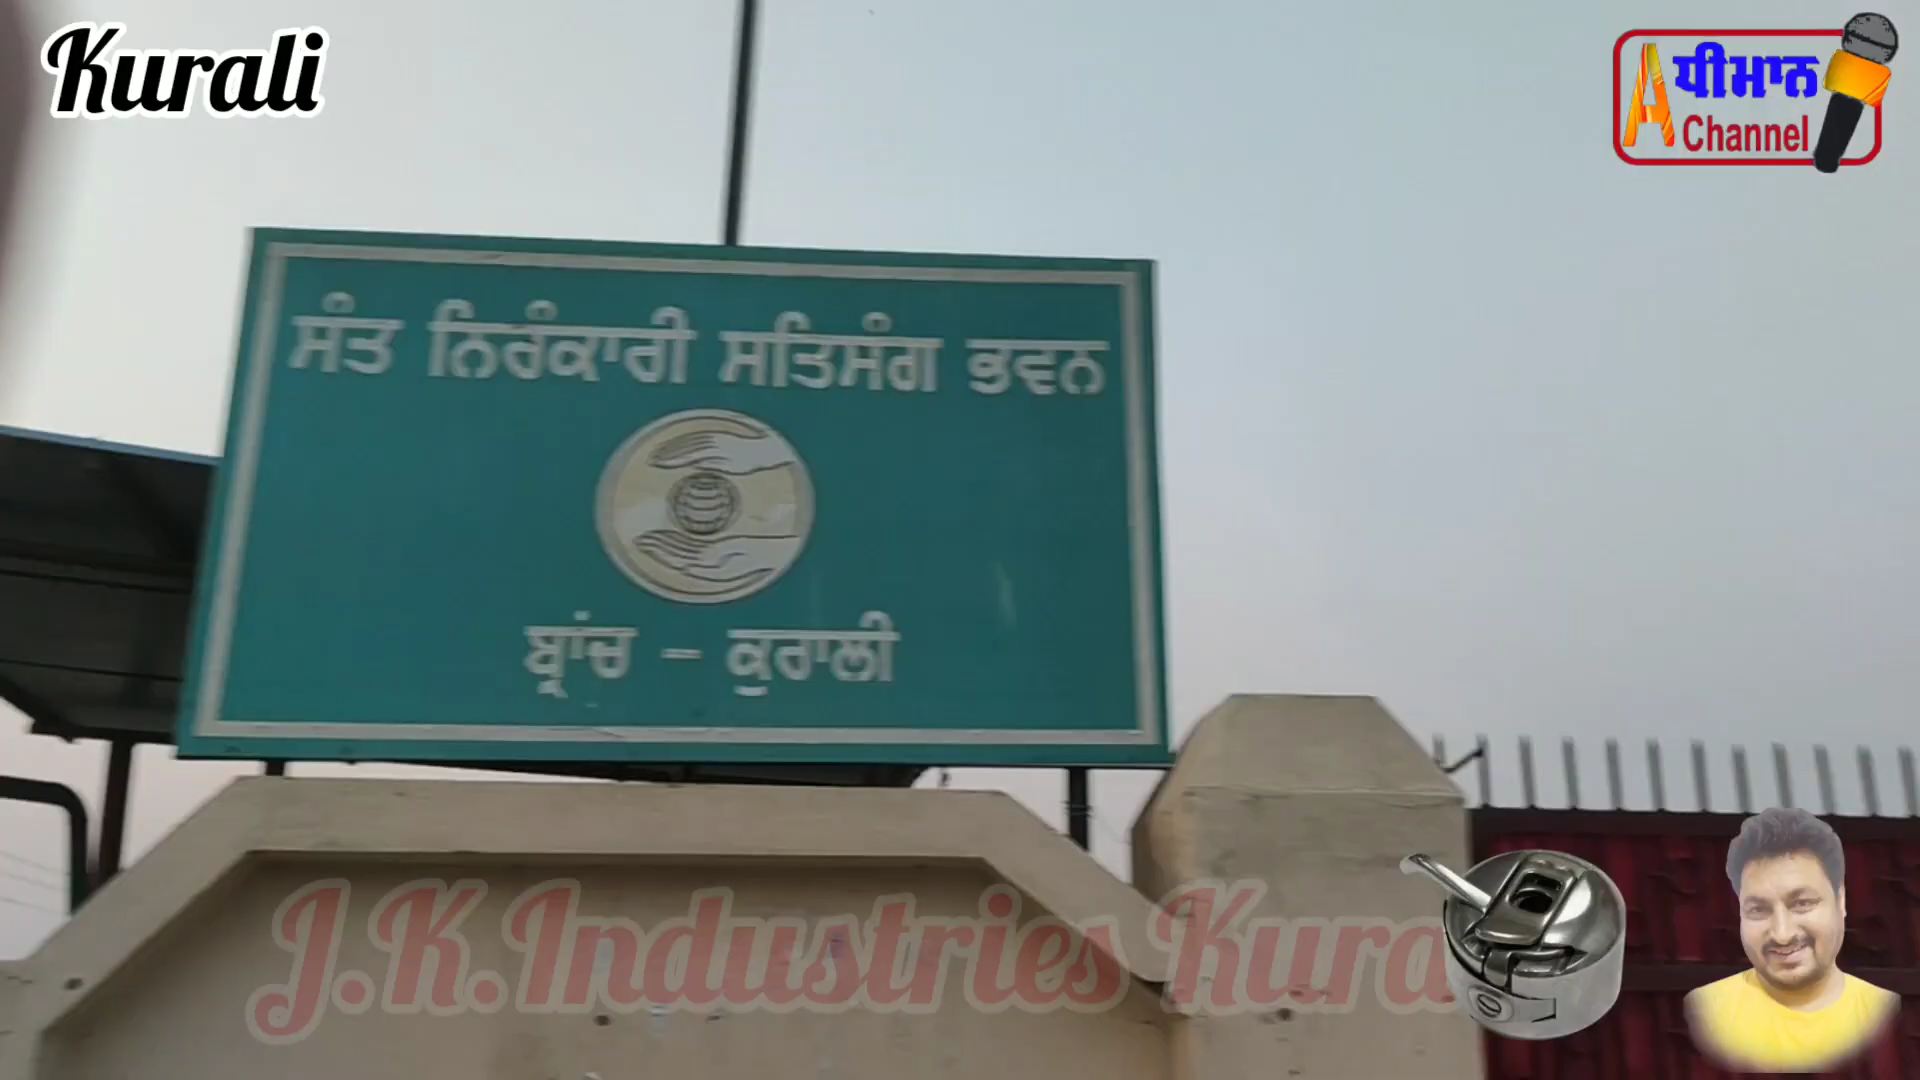 Kurali
A ਧੀਮਾਨ
Channel
ਸੰਤ ਨਿਰੰਕਾਰੀ ਸਤਿਸੰਗ ਭਵਨ
ਬ੍ਰਾਂਚ - ਕੁਰਾਲੀ
J.K.Industries Kura